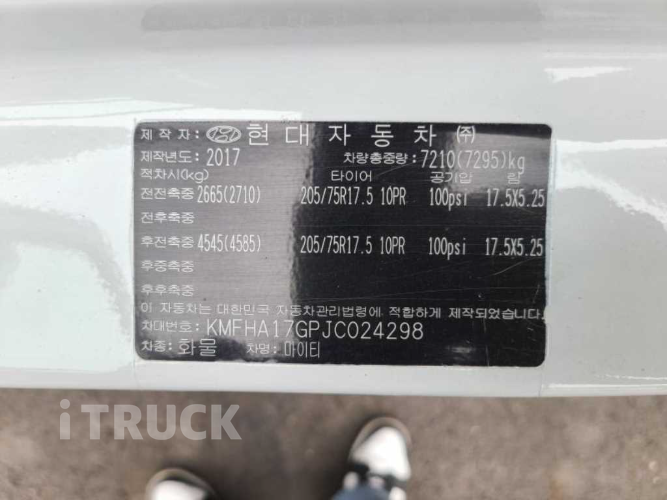 제 작 자: 현 대 자 동 차 ㈜
제작년도: 2017 차량총중량: 7210(7295)kg
적차시(kg) 타이어 공기압 림
전전축중 2665(2710) 205/75R17.5 10PR 100psi 17.5X5.25
전후축중
후전축중 4545(4585) 205/75R17.5 10PR 100psi 17.5X5.25
후중축중
후후축중
이 자동차는 대한민국 자동차관리법령에 적합하게 제작되었습니다.
차대번호: KMFHA17GPJC024298
차종: 화물 차명: 마이티
iTRUCK